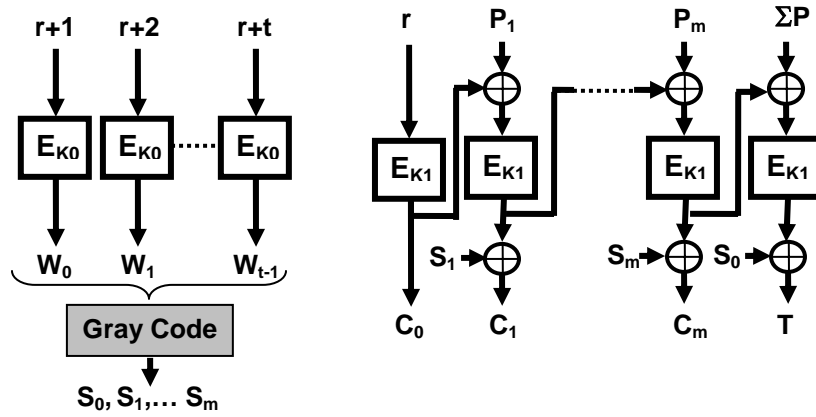 r+1 r+2 r+t
E_K0 E_K0 E_K0
W_0 W_1 W_t-1
Gray Code
S_0, S_1,... S_m
r P_1 P_m ΣP
E_K1 E_K1 E_K1 E_K1
S_1 S_m S_0
C_0 C_1 C_m T